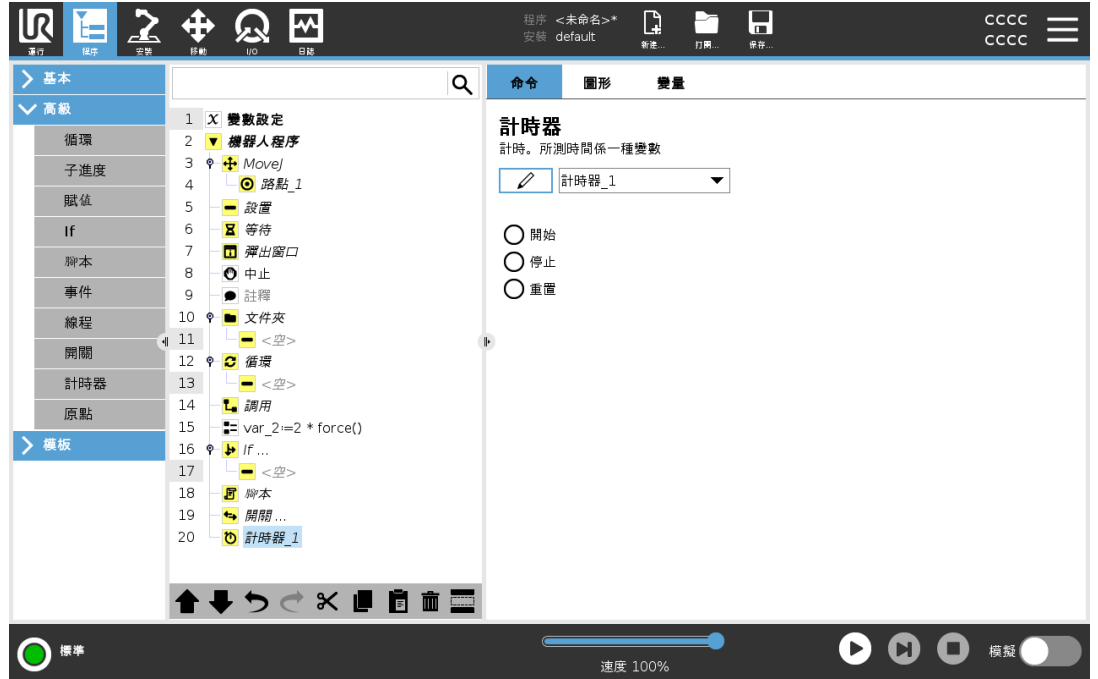 UR
運行
程序
安裝
移動
I/O
日誌
程序 <未命名>*
安裝 default
新建...
打開...
保存...
cccc
cccc
基本
高級
循環
子進度
賦值
If
腳本
事件
線程
開關
計時器
原點
模板
1 X 變數設定
2 機器人程序
3 MoveJ
4 路點_1
5 設置
6 等待
7 彈出窗口
8 中止
9 註釋
10 文件夾
11 <空>
12 循環
13 <空>
14 調用
15 var_2≔2 * force()
16 If ...
17 <空>
18 腳本
19 開關 ...
20 計時器_1
命令 圖形 變量
計時器
計時。所測時間係一種變數
計時器_1
開始
停止
重置
標準
速度 100%
模擬